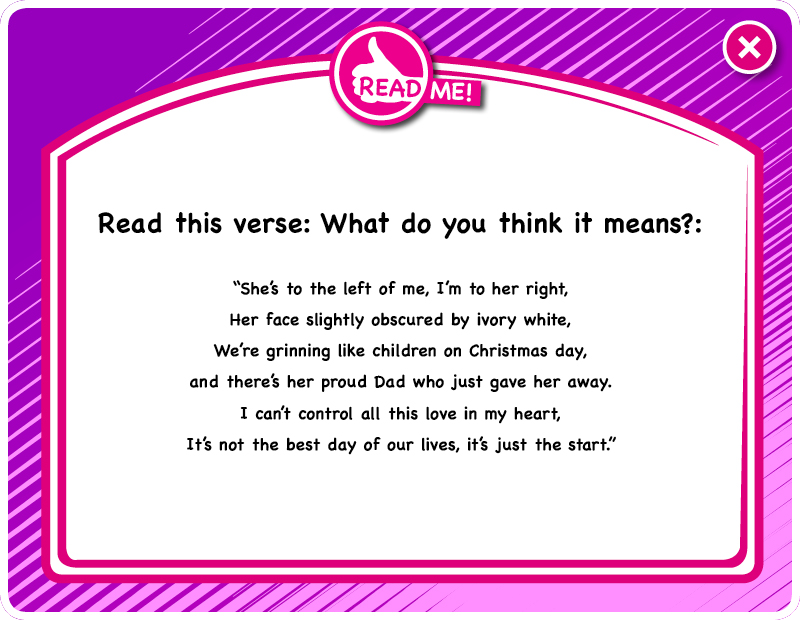 READ ME!
Read this verse: What do you think it means?:
“She’s to the left of me, I’m to her right,
Her face slightly obscured by ivory white,
We’re grinning like children on Christmas day,
and there’s her proud Dad who just gave her away.
I can’t control all this love in my heart,
It’s not the best day of our lives, it’s just the start.”